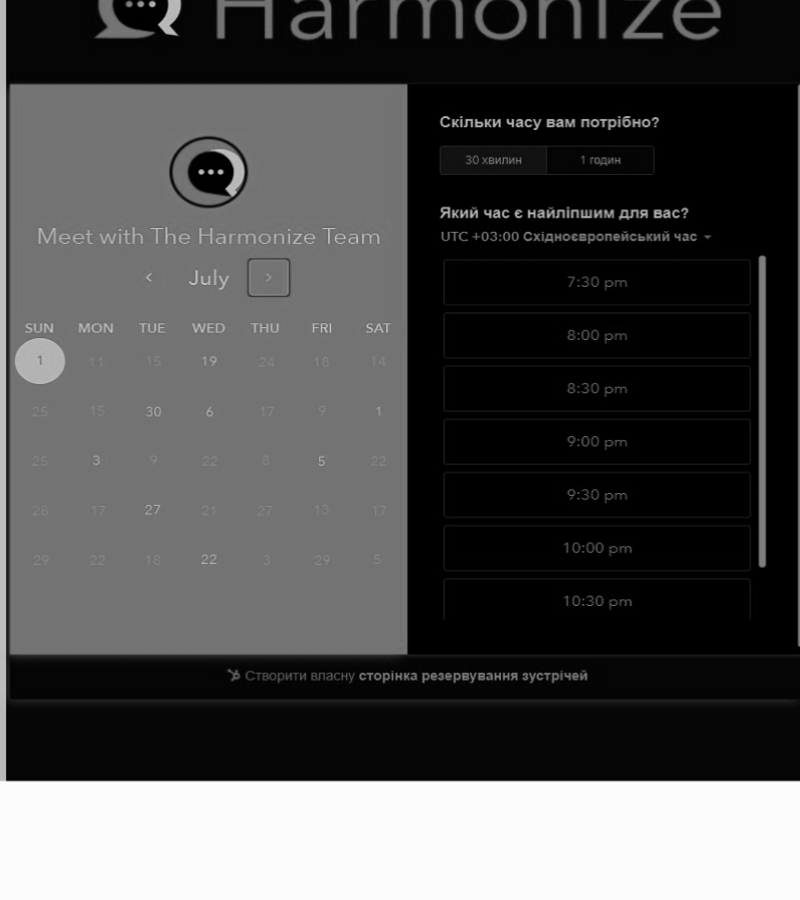 Harmonize
Meet with The Harmonize Team
July
SUN MON TUE WED THU FRI SAT
1 11 15 19 24 18 14
25 15 30 6 17 9 1
25 3 9 22 8 5 22
28 17 27 21 27 13 17
29 22 18 22 3 29 5
Скільки часу вам потрібно?
30 хвилин 1 годин
Який час є найліпшим для вас?
UTC +03:00 Східноєвропейський час
7:30 pm
8:00 pm
8:30 pm
9:00 pm
9:30 pm
10:00 pm
10:30 pm
Створити власну сторінка резервування зустрічей